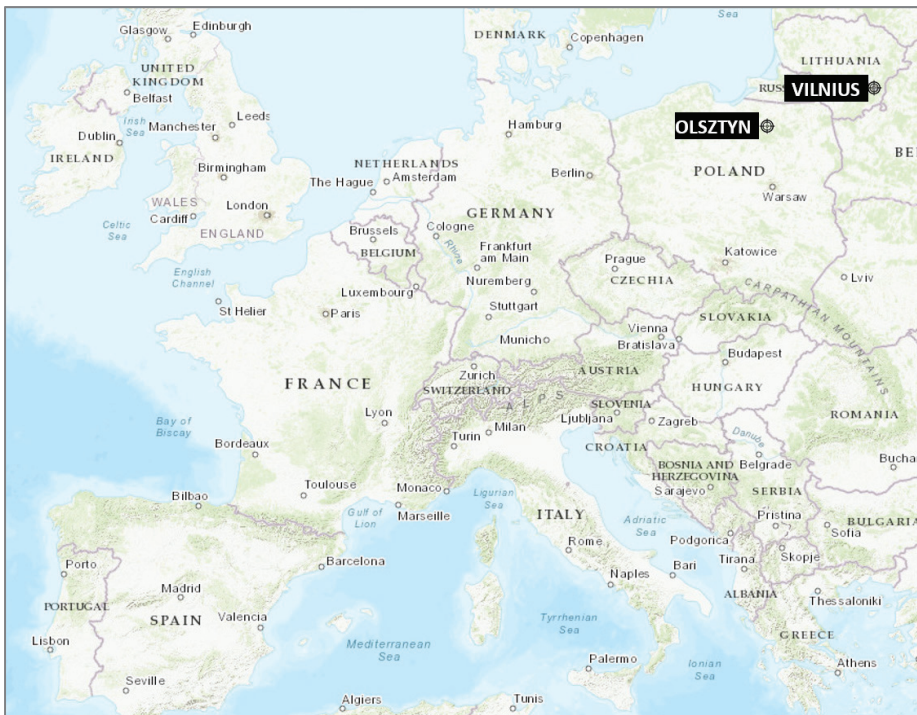 Sea
Glasgow
Edinburgh
DENMARK
Copenhagen
LITHUANIA
UNITED
KINGDOM
RUSS
VILNIUS
Belfast
Irish
Sea
Leeds
Manchester
OLSZTYN
Dublin
IRELAND
Hamburg
BE
Birmingham
NETHERLANDS
Amsterdam
The Hague
Berlin
POLAND
Warsaw
WALES
Cardiff
London
ENGLAND
Celtic
Sea
GERMANY
Brussels
BELGIUM
Cologne
Rhine
Frankfurt
am Main
Prague
CZECHIA
Katowice
Lviv
English
Channel
Luxembourg
Nuremberg
St Helier
Paris
Stuttgart
CARPATHIAN MOUNTAINS
SLOVAKIA
Munich
Vienna
Bratislava
Budapest
Zurich
SWITZERLAND
AUSTRIA
FRANCE
ALPS
HUNGARY
SLOVENIA
Ljubljana
Zagreb
ROMANIA
Lyon
Milan
Turin
Bay of
Biscay
CROATIA
Danube
Belgrade
Bordeaux
BOSNIA AND
HERZEGOVINA
Sarajevo
Bucha
Toulouse
Monaco
Marseille
Ligurian
Sea
SERBIA
Bilbao
Gulf of
Lion
ITALY
Adriatic
Sea
Pristina
BULGARIA
Sofia
Podgorica
Skopje
Rome
Tirana
Porto
Barcelona
Madrid
Naples
Bari
ALBANIA
Thessaloniki
PORTUGAL
SPAIN
Valencia
Tyrrhenian
Sea
GREECE
Lisbon
Mediterranean
Sea
Palermo
Ionian
Sea
Athens
Seville
Algiers
Tunis